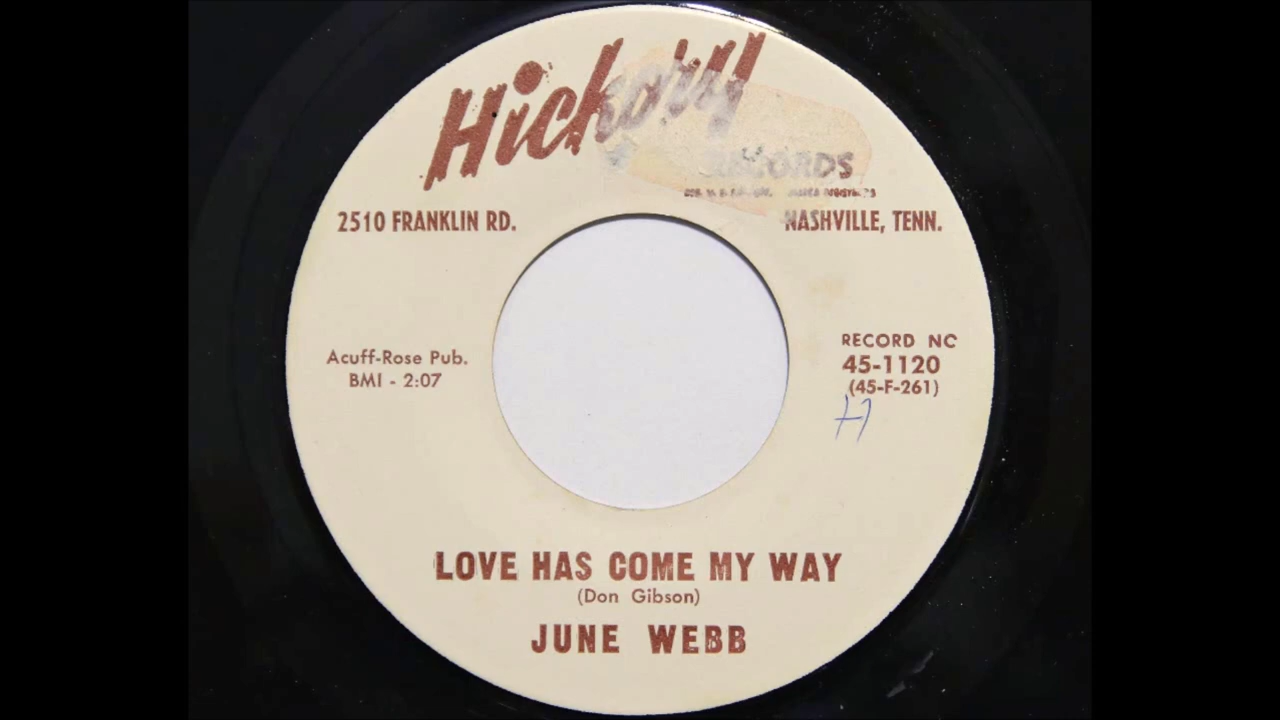 Hickory
RECORDS
2510 FRANKLIN RD.
NASHVILLE, TENN.
Acuff-Rose Pub.
BMI - 2:07
RECORD NO
45-1120
(45-F-261)
H
LOVE HAS COME MY WAY
(Don Gibson)
JUNE WEBB